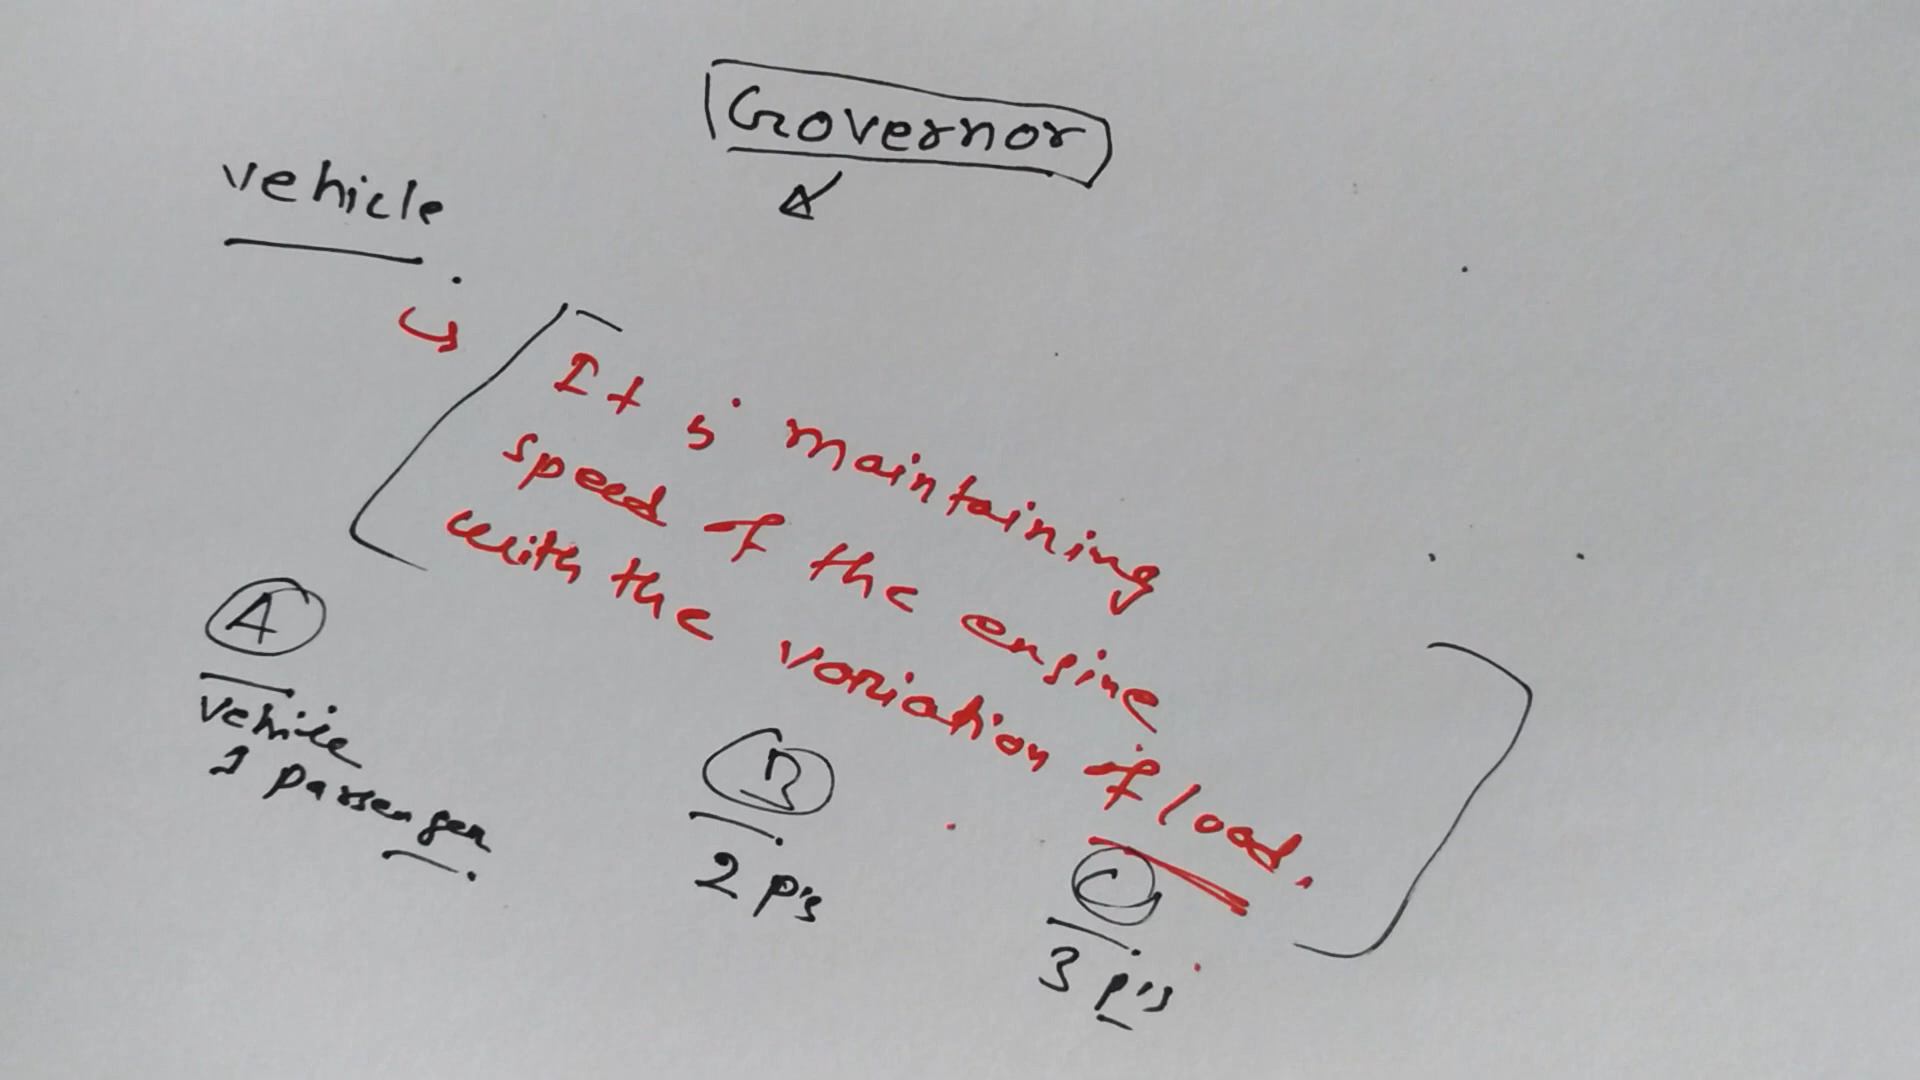 Governor
vehicle
It is maintaining
speed of the engine
with the variation of load.
A
vehicle
1 passenger
B
2 p's
C
3 p's